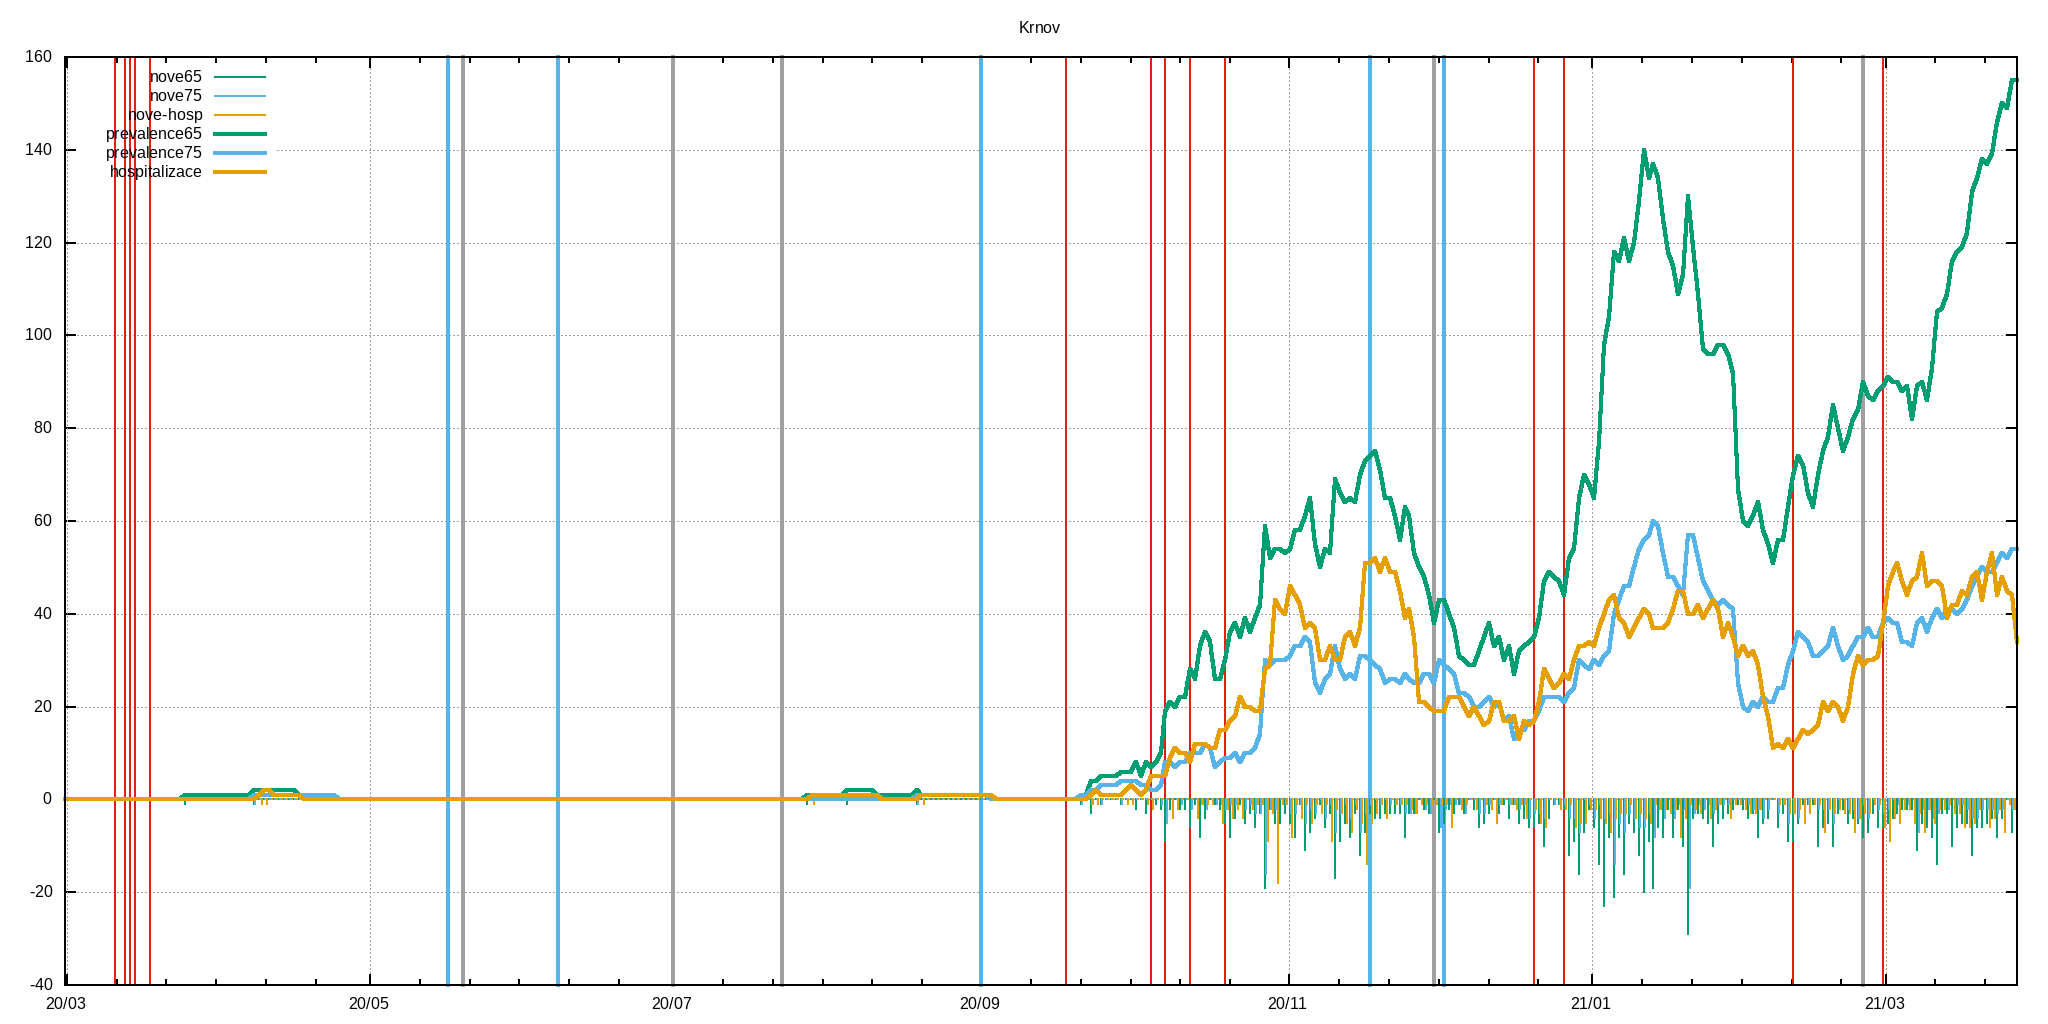 Krnov
160
nove65
nove75
nove-hosp
prevalence65
prevalence75
hospitalizace
140
120
100
80
60
40
20
0
-20
-40
20/03 20/05 20/07 20/09 20/11 21/01 21/03